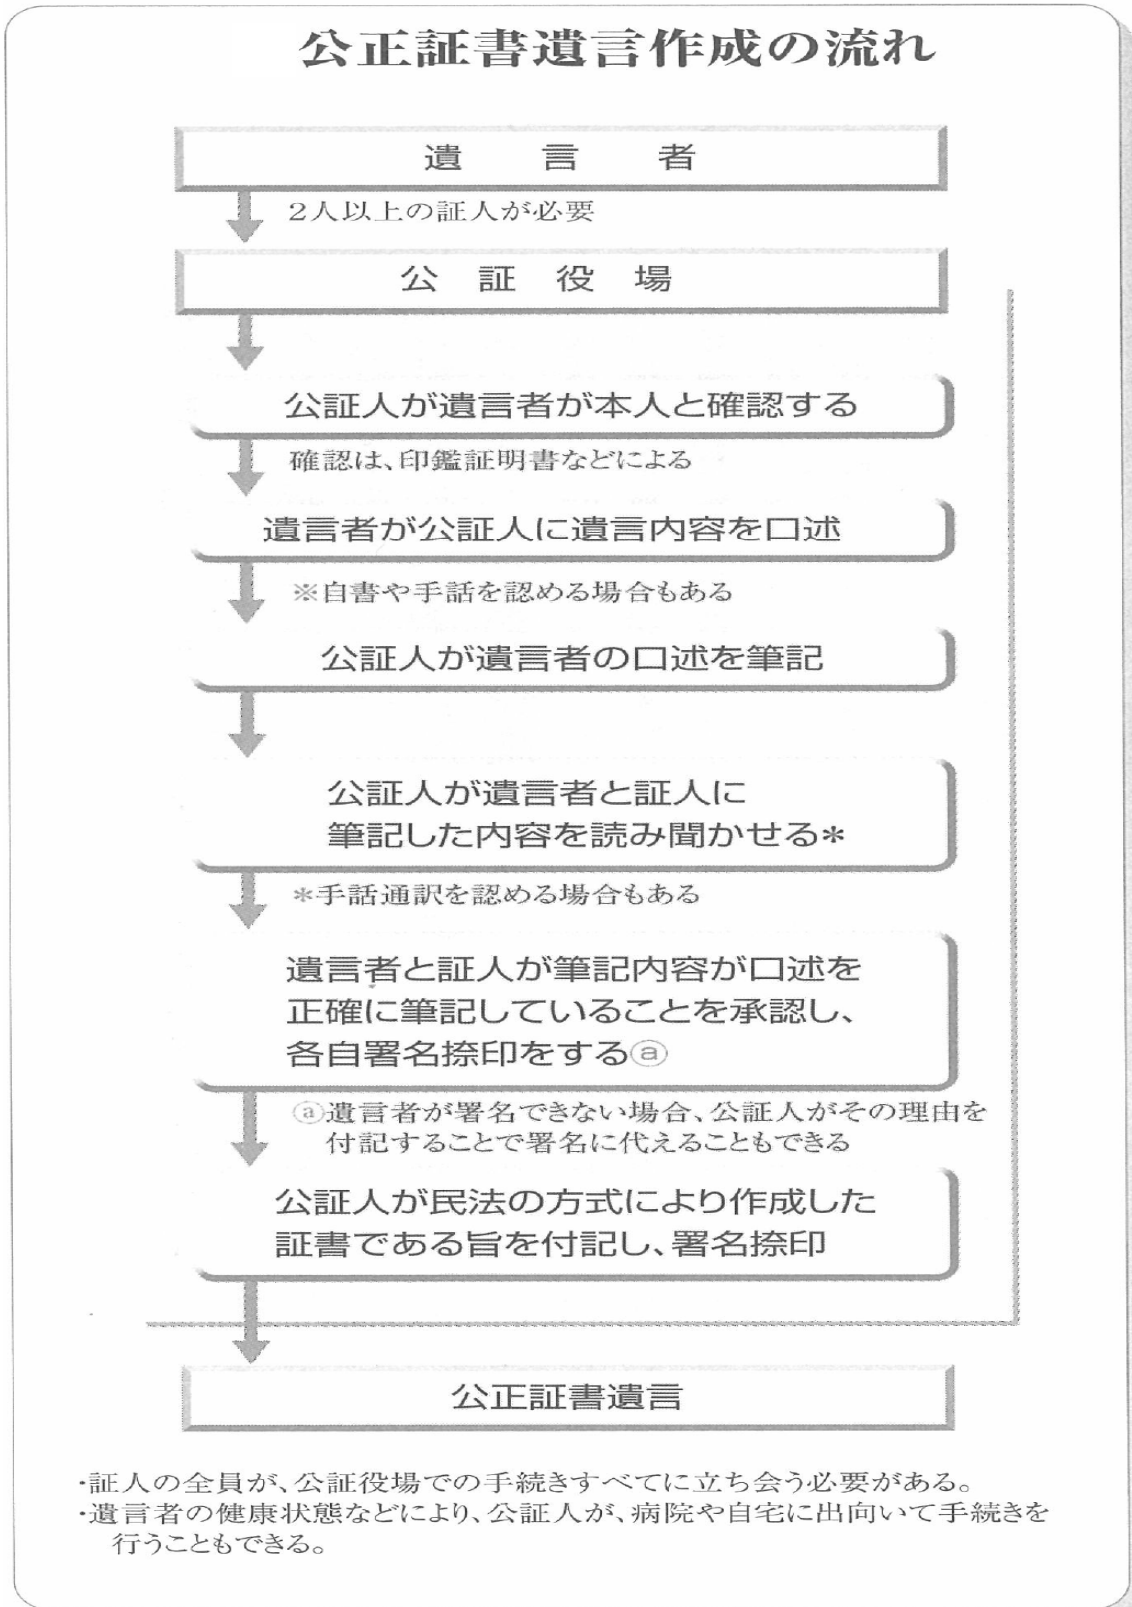 公正証書遺言作成の流れ
遺言者
2人以上の証人が必要
公証役場
公証人が遺言者が本人と確認する
確認は、印鑑証明書などによる
遺言者が公証人に遺言内容を口述
※自書や手話を認める場合もある
公証人が遺言者の口述を筆記
公証人が遺言者と証人に
筆記した内容を読み聞かせる*
*手話通訳を認める場合もある
遺言者と証人が筆記内容が口述を
正確に筆記していることを承認し、
各自署名捺印をするⓐ
ⓐ遺言者が署名できない場合、公証人がその理由を
付記することで署名に代えることもできる
公証人が民法の方式により作成した
証書である旨を付記し、署名捺印
公正証書遺言
・証人の全員が、公証役場での手続きすべてに立ち会う必要がある。
・遺言者の健康状態などにより、公証人が、病院や自宅に出向いて手続きを
行うこともできる。